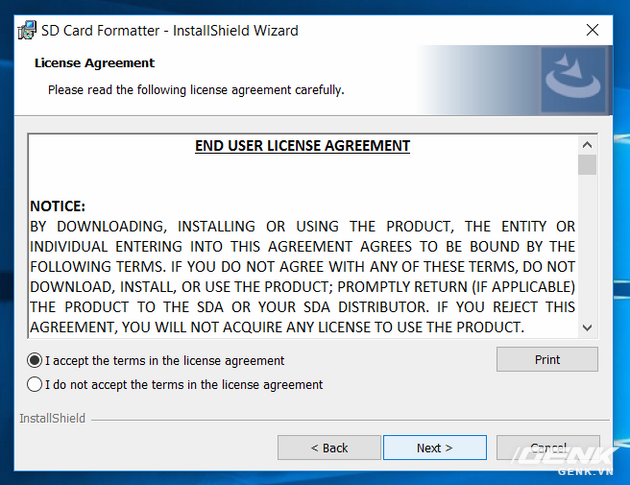 SD Card Formatter - InstallShield Wizard
License Agreement
Please read the following license agreement carefully.
END USER LICENSE AGREEMENT
NOTICE:
BY DOWNLOADING, INSTALLING OR USING THE PRODUCT, THE ENTITY OR
INDIVIDUAL ENTERING INTO THIS AGREEMENT AGREES TO BE BOUND BY THE
FOLLOWING TERMS. IF YOU DO NOT AGREE WITH ANY OF THESE TERMS, DO NOT
DOWNLOAD, INSTALL, OR USE THE PRODUCT; PROMPTLY RETURN (IF APPLICABLE)
THE PRODUCT TO THE SDA OR YOUR SDA DISTRIBUTOR. IF YOU REJECT THIS
AGREEMENT, YOU WILL NOT ACQUIRE ANY LICENSE TO USE THE PRODUCT.
I accept the terms in the license agreement
Print
I do not accept the terms in the license agreement
InstallShield
< Back
Next >
Cancel
GENK
GENK.VN